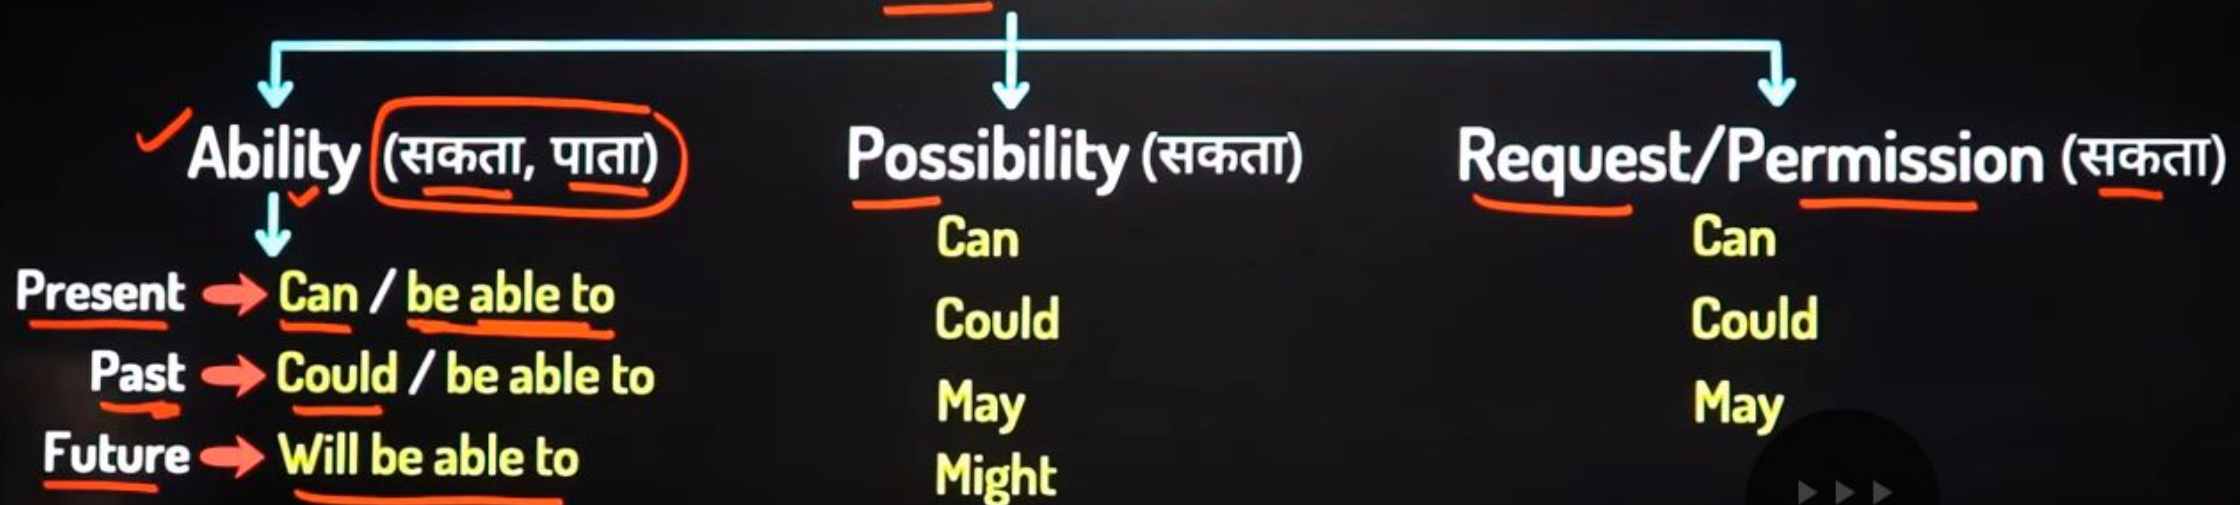 Ability (सकता, पाता)
Present Can / be able to
Past Could / be able to
Future Will be able to
Possibility (सकता)
Can
Could
May
Might
Request/Permission (सकता)
Can
Could
May